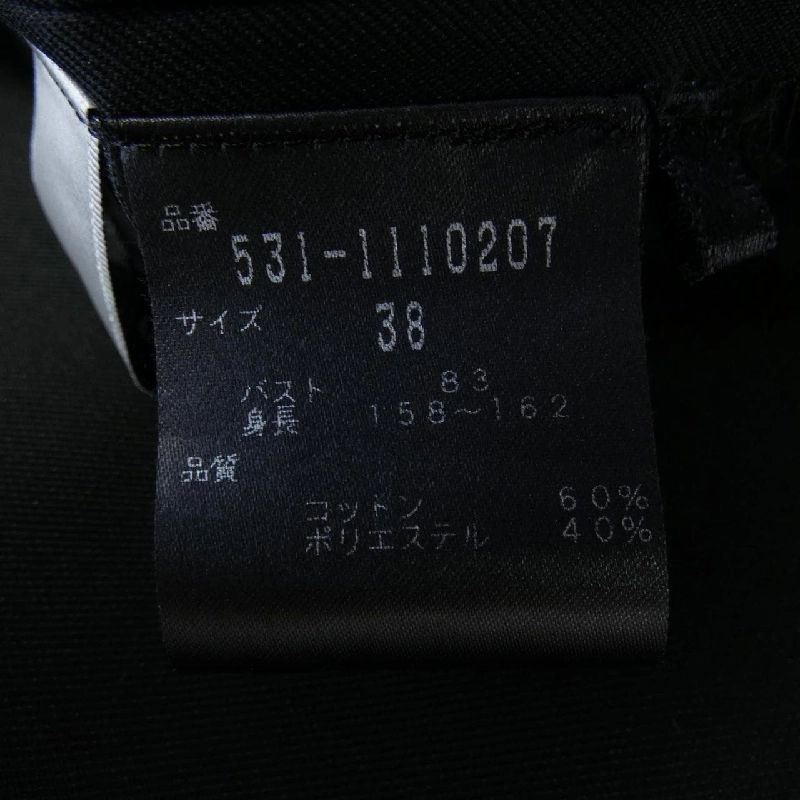 品番
531-1110207
サイズ 38
バスト 83
身長 158～162
品質
コットン 60%
ポリエステル 40%